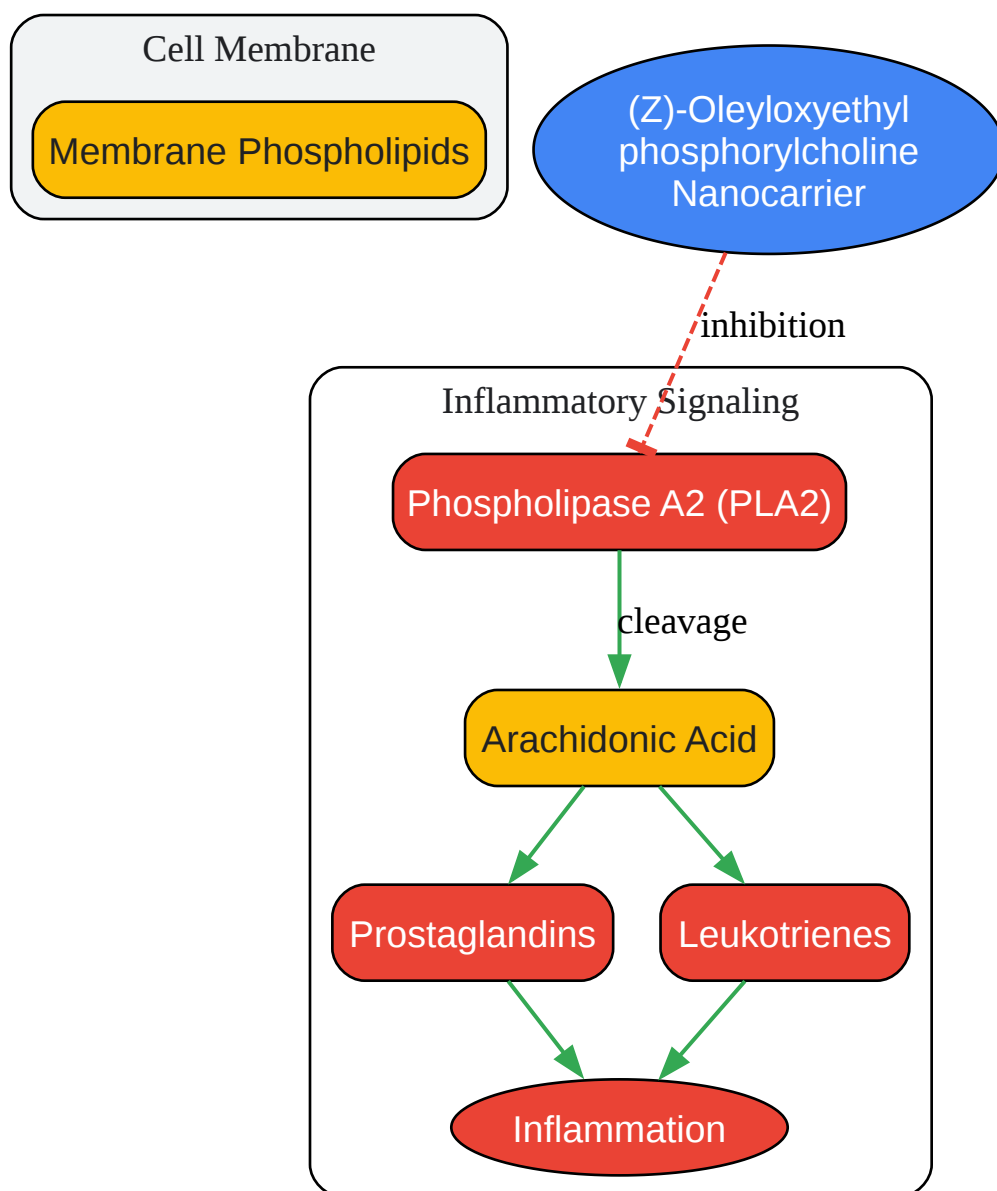 Cell Membrane
Membrane Phospholipids
(Z)-Oleyloxyethyl
phosphorylcholine
Nanocarrier
inhibition
Inflammatory Signaling
Phospholipase A2 (PLA2)
cleavage
Arachidonic Acid
Prostaglandins
Leukotrienes
Inflammation